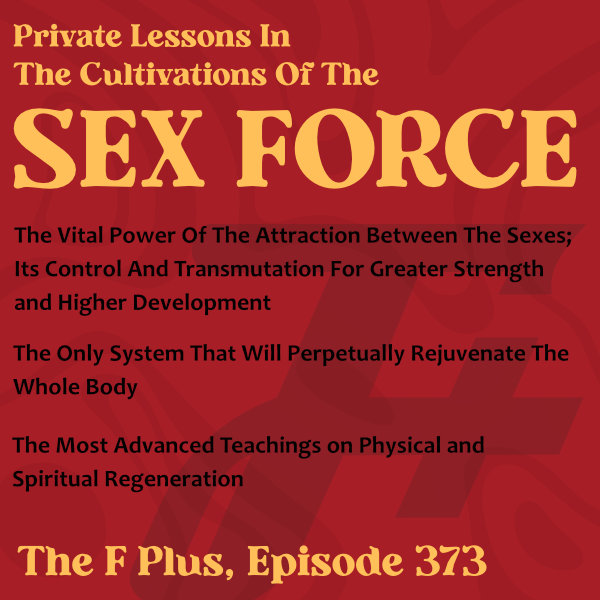 Private Lessons In
The Cultivations Of The
SEX FORCE
The Vital Power Of The Attraction Between The Sexes;
Its Control And Transmutation For Greater Strength
and Higher Development
The Only System That Will Perpetually Rejuvenate The
Whole Body
The Most Advanced Teachings on Physical and
Spiritual Regeneration
The F Plus, Episode 373